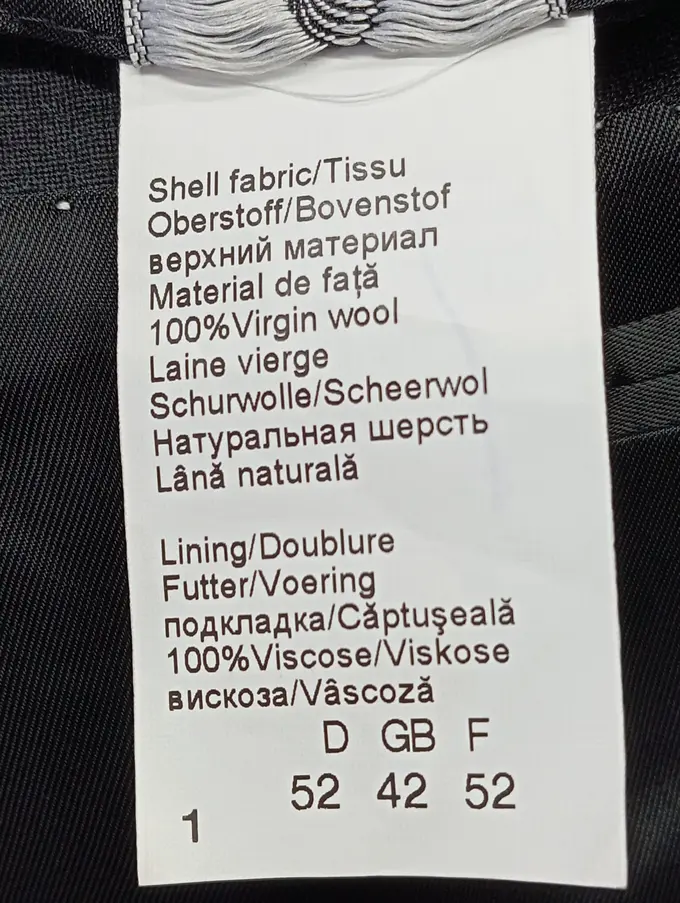 Shell fabric/Tissu
Oberstoff/Bovenstof
верхний материал
Material de față
100%Virgin wool
Laine vierge
Schurwolle/Scheerwol
Натуральная шерсть
Lână naturală
Lining/Doublure
Futter/Voering
подкладка/Căptuşeală
100%Viscose/Viskose
вискоза/Vâscoză
D GB F
52 42 52
1